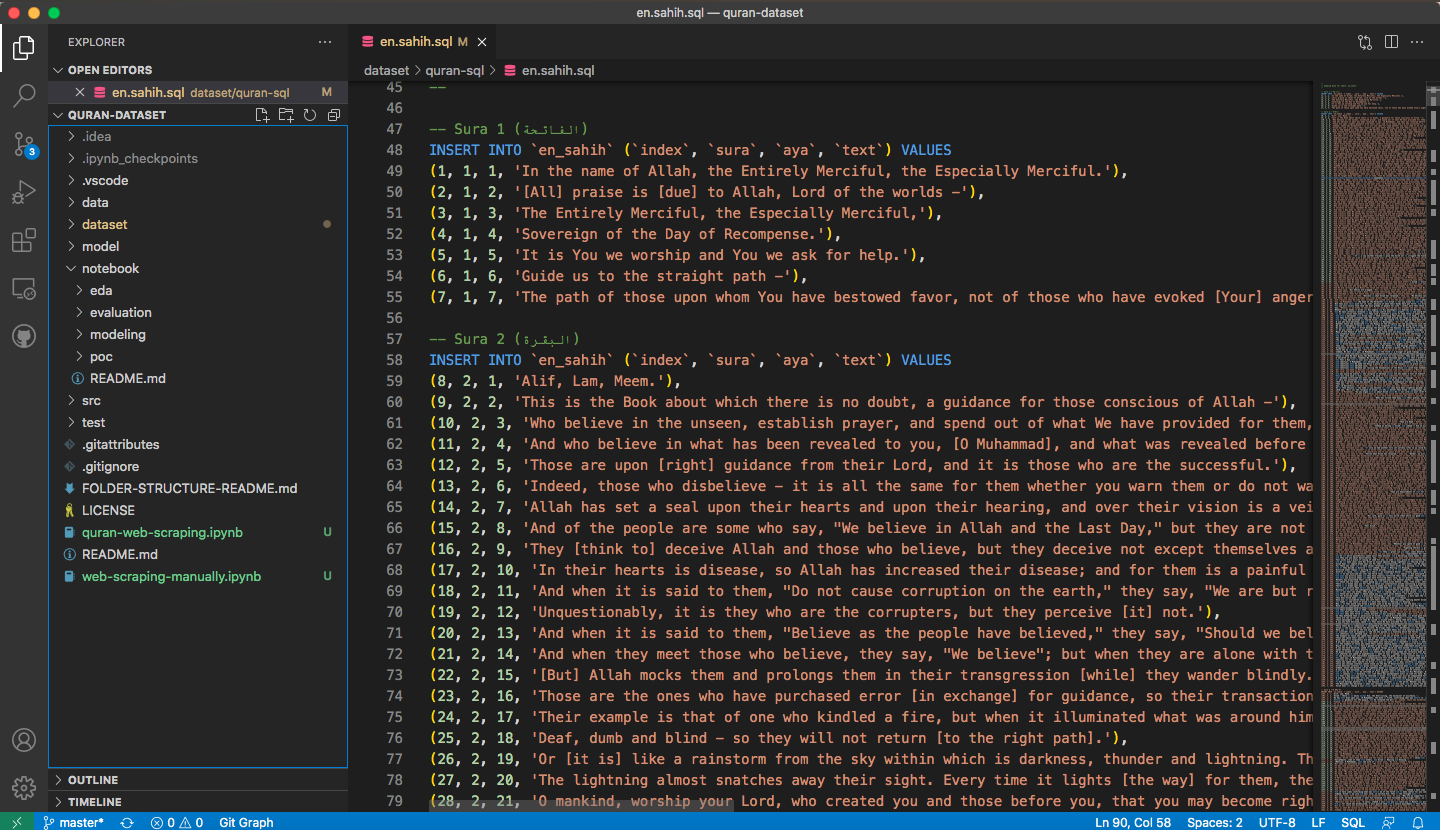 en.sahih.sql — quran-dataset
EXPLORER
OPEN EDITORS
en.sahih.sql dataset/quran-sql M
QURAN-DATASET
.idea
.ipynb_checkpoints
.vscode
data
dataset
model
notebook
eda
evaluation
modeling
poc
README.md
src
test
.gitattributes
.gitignore
FOLDER-STRUCTURE-README.md
LICENSE
quran-web-scraping.ipynb U
README.md
web-scraping-manually.ipynb U
OUTLINE
TIMELINE
3
en.sahih.sql M
dataset > quran-sql > en.sahih.sql
45 --
46
47 -- Sura 1 (الفاتحة)
48 INSERT INTO `en_sahih` (`index`, `sura`, `aya`, `text`) VALUES
49 (1, 1, 1, 'In the name of Allah, the Entirely Merciful, the Especially Merciful.'),
50 (2, 1, 2, '[All] praise is [due] to Allah, Lord of the worlds -'),
51 (3, 1, 3, 'The Entirely Merciful, the Especially Merciful,'),
52 (4, 1, 4, 'Sovereign of the Day of Recompense.'),
53 (5, 1, 5, 'It is You we worship and You we ask for help.'),
54 (6, 1, 6, 'Guide us to the straight path -'),
55 (7, 1, 7, 'The path of those upon whom You have bestowed favor, not of those who have evoked [Your] anger
56
57 -- Sura 2 (البقرة)
58 INSERT INTO `en_sahih` (`index`, `sura`, `aya`, `text`) VALUES
59 (8, 2, 1, 'Alif, Lam, Meem.'),
60 (9, 2, 2, 'This is the Book about which there is no doubt, a guidance for those conscious of Allah -'),
61 (10, 2, 3, 'Who believe in the unseen, establish prayer, and spend out of what We have provided for them,
62 (11, 2, 4, 'And who believe in what has been revealed to you, [O Muhammad], and what was revealed before
63 (12, 2, 5, 'Those are upon [right] guidance from their Lord, and it is those who are the successful.'),
64 (13, 2, 6, 'Indeed, those who disbelieve - it is all the same for them whether you warn them or do not wa
65 (14, 2, 7, 'Allah has set a seal upon their hearts and upon their hearing, and over their vision is a vei
66 (15, 2, 8, 'And of the people are some who say, "We believe in Allah and the Last Day," but they are not
67 (16, 2, 9, 'They [think to] deceive Allah and those who believe, but they deceive not except themselves a
68 (17, 2, 10, 'In their hearts is disease, so Allah has increased their disease; and for them is a painful
69 (18, 2, 11, 'And when it is said to them, "Do not cause corruption on the earth," they say, "We are but r
70 (19, 2, 12, 'Unquestionably, it is they who are the corrupters, but they perceive [it] not.'),
71 (20, 2, 13, 'And when it is said to them, "Believe as the people have believed," they say, "Should we bel
72 (21, 2, 14, 'And when they meet those who believe, they say, "We believe"; but when they are alone with t
73 (22, 2, 15, '[But] Allah mocks them and prolongs them in their transgression [while] they wander blindly.
74 (23, 2, 16, 'Those are the ones who have purchased error [in exchange] for guidance, so their transaction
75 (24, 2, 17, 'Their example is that of one who kindled a fire, but when it illuminated what was around him
76 (25, 2, 18, 'Deaf, dumb and blind - so they will not return [to the right path].'),
77 (26, 2, 19, 'Or [it is] like a rainstorm from the sky within which is darkness, thunder and lightning. Th
78 (27, 2, 20, 'The lightning almost snatches away their sight. Every time it lights [the way] for them, the
79 (28, 2, 21, 'O mankind, worship your Lord, who created you and those before you, that you may become righ
master* 0 0 Git Graph
Ln 90, Col 58 Spaces: 2 UTF-8 LF SQL